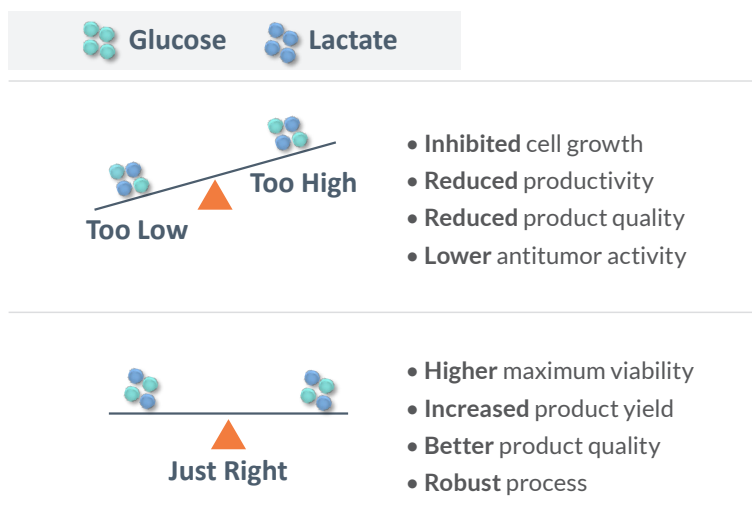 Glucose Lactate
Too High
Too Low
• Inhibited cell growth
• Reduced productivity
• Reduced product quality
• Lower antitumor activity
Just Right
• Higher maximum viability
• Increased product yield
• Better product quality
• Robust process